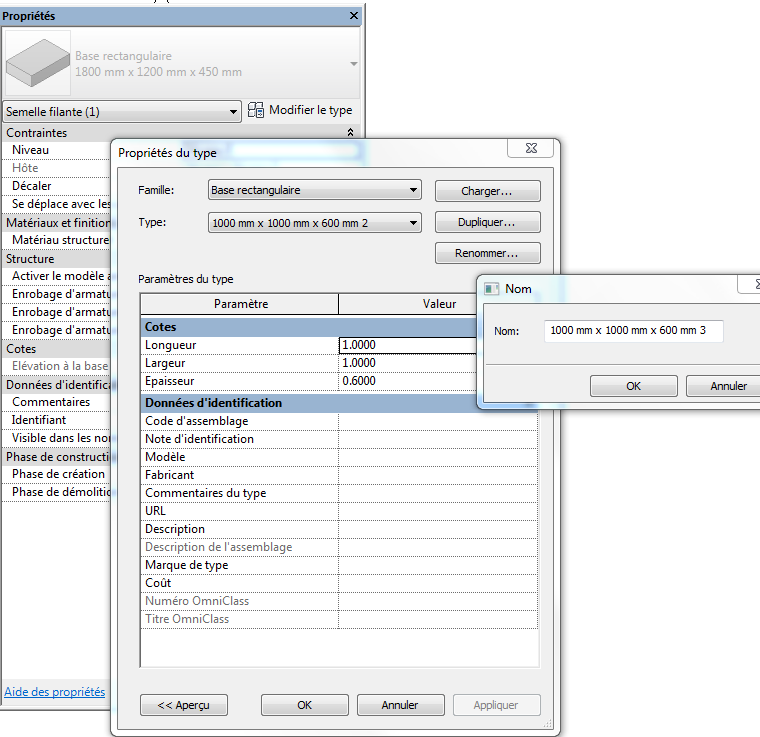 Propriétés
Base rectangulaire
1800 mm x 1200 mm x 450 mm
Semelle filante (1)
Modifier le type
Contraintes
Niveau
Hôte
Décaler
Se déplace avec les
Matériaux et finition
Matériau structure
Structure
Activer le modèle a
Enrobage d'armatu
Enrobage d'armatu
Enrobage d'armatu
Cotes
Elévation à la base
Données d'identifica
Commentaires
Identifiant
Visible dans les nom
Phase de constructi
Phase de création
Phase de démolitio
Aide des propriétés
Propriétés du type
Famille:
Base rectangulaire
Charger...
Type:
1000 mm x 1000 mm x 600 mm 2
Dupliquer...
Renommer...
Paramètres du type
Paramètre Valeur
Cotes
Longueur 1.0000
Largeur 1.0000
Epaisseur 0.6000
Données d'identification
Code d'assemblage
Note d'identification
Modèle
Fabricant
Commentaires du type
URL
Description
Description de l'assemblage
Marque de type
Coût
Numéro OmniClass
Titre OmniClass
<< Aperçu
OK
Annuler
Appliquer
Nom
Nom:
1000 mm x 1000 mm x 600 mm 3
OK
Annuler